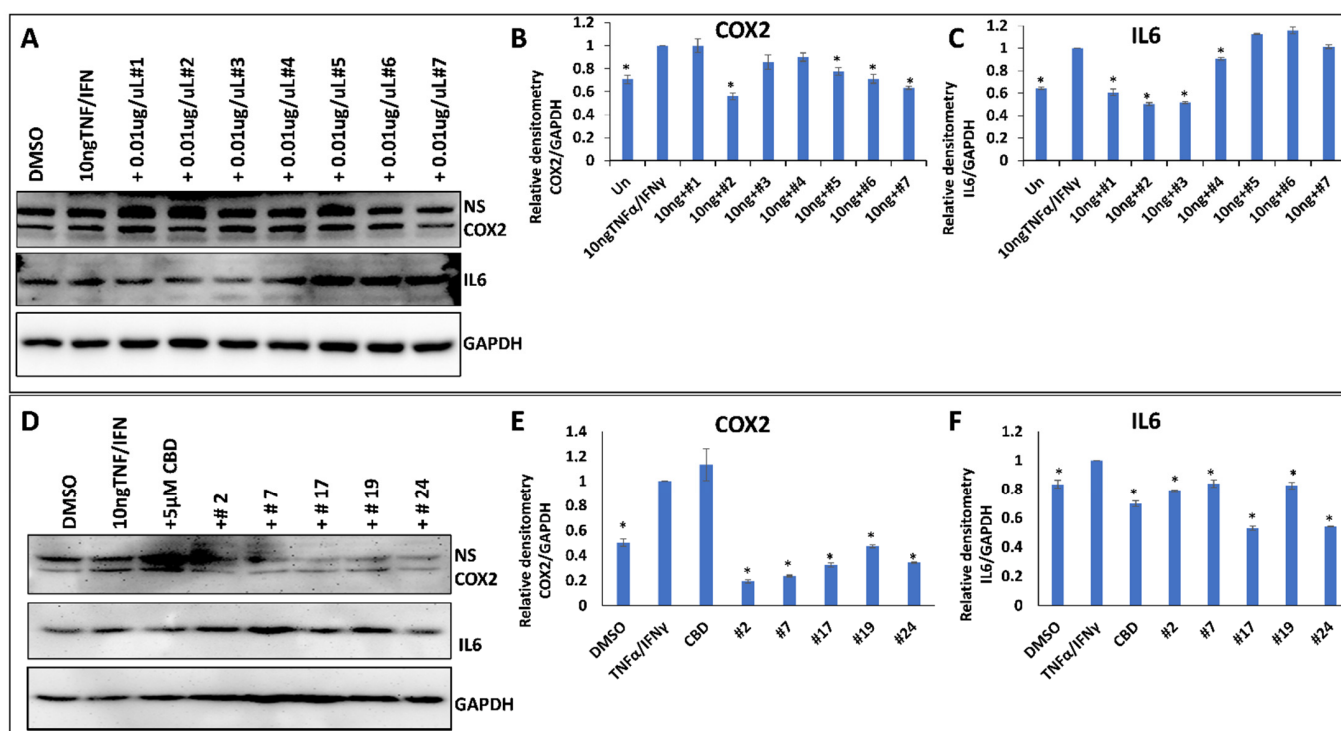 A
DMSO
10ngTNF/IFN
+ 0.01ug/uL#1
+ 0.01ug/uL#2
+ 0.01ug/uL#3
+ 0.01ug/uL#4
+ 0.01ug/uL#5
+ 0.01ug/uL#6
+ 0.01ug/uL#7
NS
COX2
IL6
GAPDH
B
COX2
Relative densitometry
COX2/GAPDH
1.2
1
0.8
0.6
0.4
0.2
0
Un
10ngTNFα/IFNγ
10ng+#1
10ng+#2
10ng+#3
10ng+#4
10ng+#5
10ng+#6
10ng+#7
* * * * *
C
IL6
Relative densitometry
IL6/GAPDH
1.2
1
0.8
0.6
0.4
0.2
0
Un
10ngTNFα/IFNγ
10ng+#1
10ng+#2
10ng+#3
10ng+#4
10ng+#5
10ng+#6
10ng+#7
* * * * *
D
DMSO
10ngTNF/IFN
+5µM CBD
+# 2
+ # 7
+ # 17
+ # 19
+ # 24
NS
COX2
IL6
GAPDH
E
COX2
Relative densitometry
COX2/GAPDH
1.4
1.2
1
0.8
0.6
0.4
0.2
0
DMSO
TNFα/IFNγ
CBD
#2
#7
#17
#19
#24
* * * * * *
F
IL6
Relative densitometry
IL6/GAPDH
1.2
1
0.8
0.6
0.4
0.2
0
DMSO
TNFα/IFNγ
CBD
#2
#7
#17
#19
#24
* * * * * * *